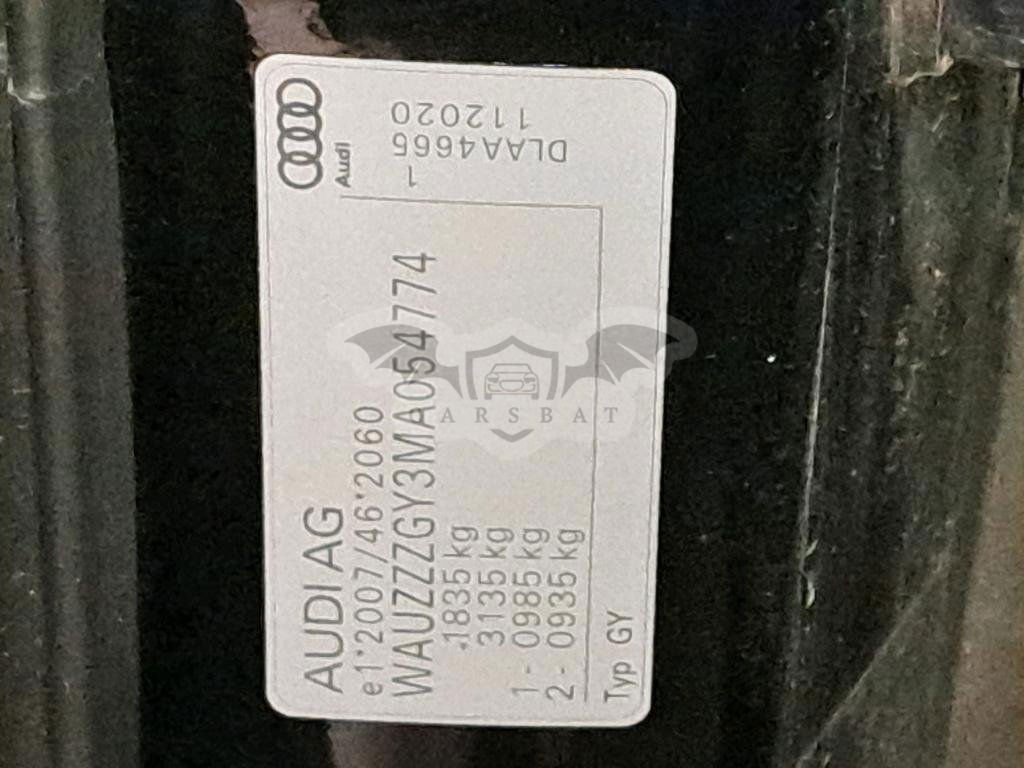 AUDI AG
e1*2007/46*2060
WAUZZZGY3MA054774
1835 kg
3135 kg
1- 0985 kg
2- 0935 kg
Typ GY
Audi
1
DLAA4665
112020
ARSBAT